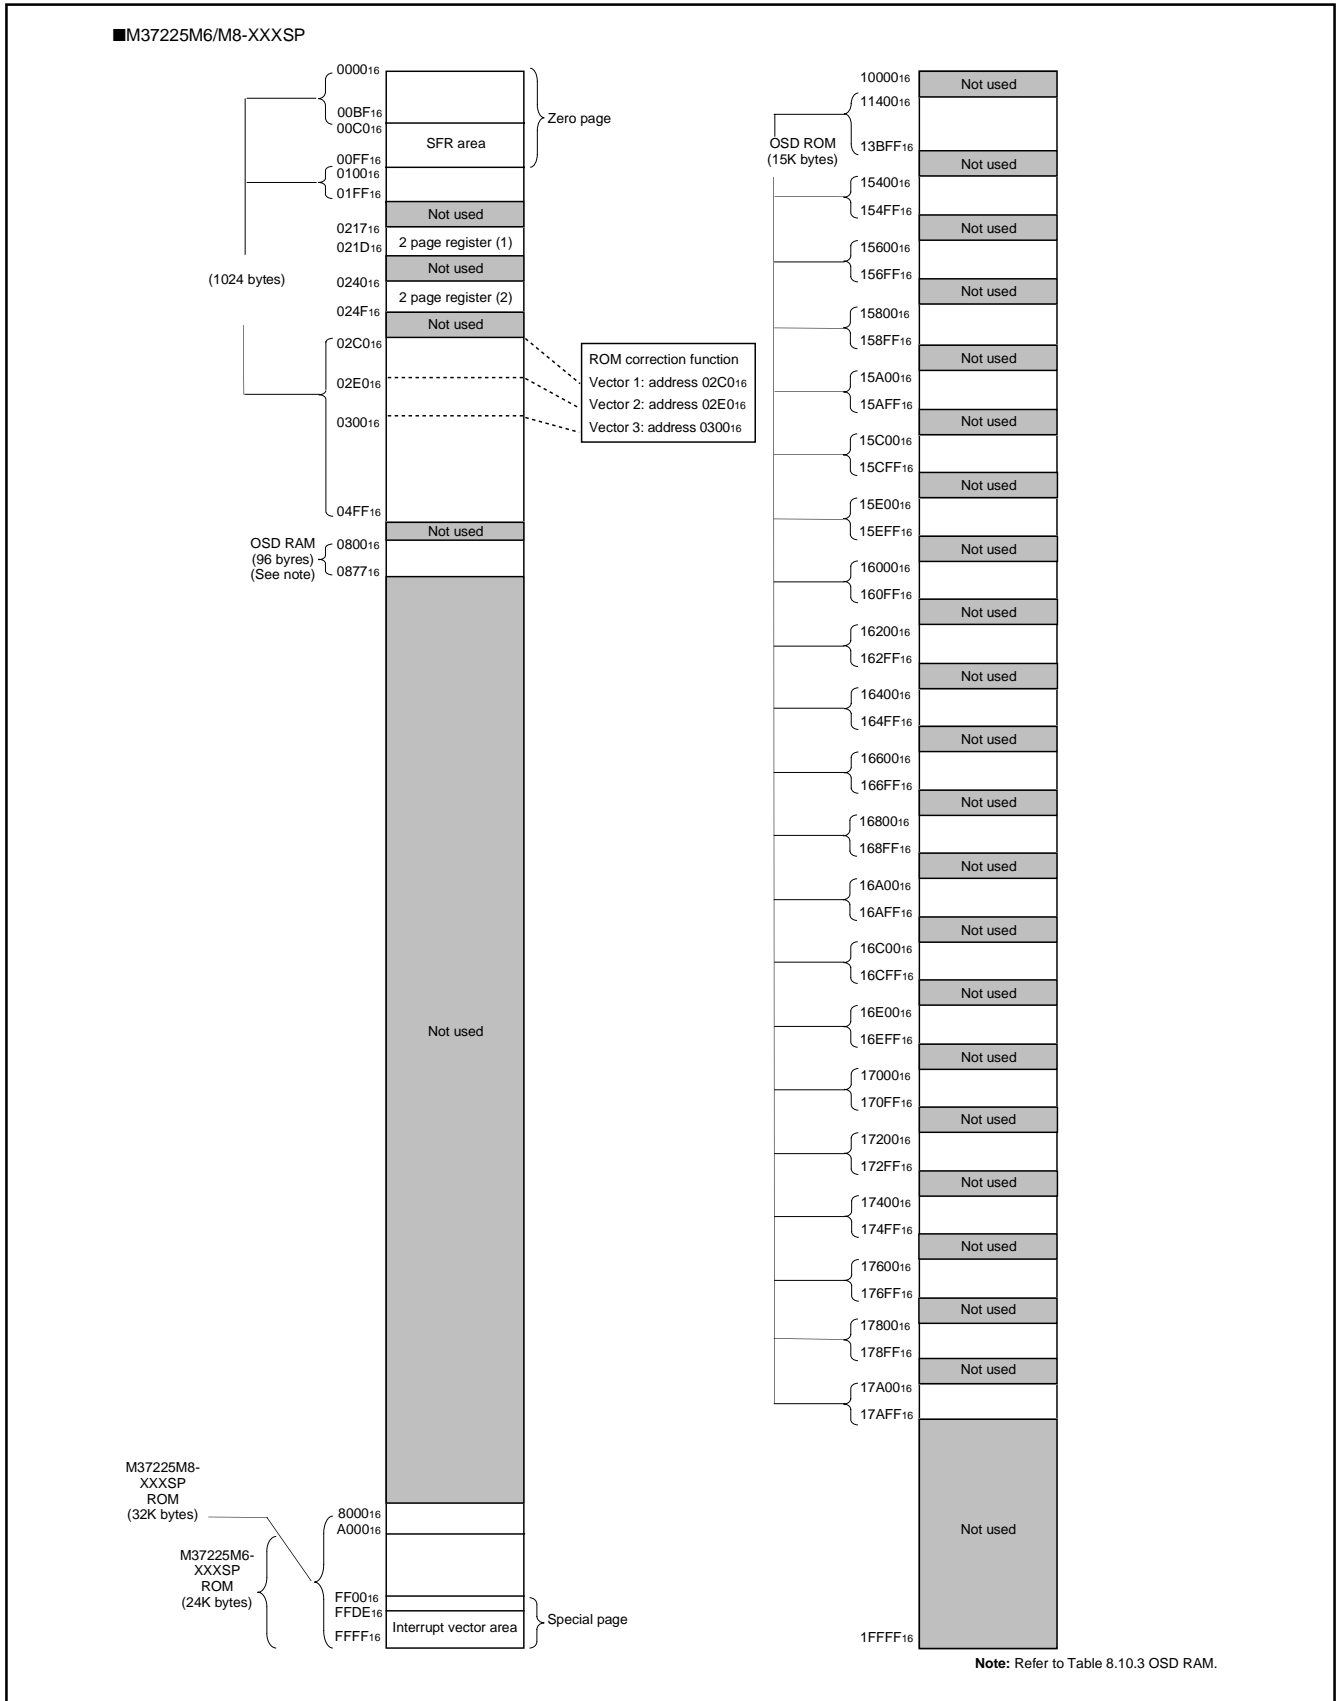 ■M37225M6/M8-XXXSP
0000₁₆
00BF₁₆
00C0₁₆
SFR area
Zero page
00FF₁₆
0100₁₆
01FF₁₆
Not used
0217₁₆
021D₁₆
2 page register (1)
Not used
(1024 bytes)
0240₁₆
2 page register (2)
024F₁₆
Not used
02C0₁₆
02E0₁₆
0300₁₆
ROM correction function
Vector 1: address 02C0₁₆
Vector 2: address 02E0₁₆
Vector 3: address 0300₁₆
04FF₁₆
Not used
OSD RAM
(96 byres)
(See note)
0800₁₆
0877₁₆
Not used
M37225M8-
XXXSP
ROM
(32K bytes)
8000₁₆
A000₁₆
M37225M6-
XXXSP
ROM
(24K bytes)
FF00₁₆
FFDE₁₆
Interrupt vector area
Special page
FFFF₁₆
10000₁₆
Not used
11400₁₆
OSD ROM
(15K bytes)
13BFF₁₆
Not used
15400₁₆
154FF₁₆
Not used
15600₁₆
156FF₁₆
Not used
15800₁₆
158FF₁₆
Not used
15A00₁₆
15AFF₁₆
Not used
15C00₁₆
15CFF₁₆
Not used
15E00₁₆
15EFF₁₆
Not used
16000₁₆
160FF₁₆
Not used
16200₁₆
162FF₁₆
Not used
16400₁₆
164FF₁₆
Not used
16600₁₆
166FF₁₆
Not used
16800₁₆
168FF₁₆
Not used
16A00₁₆
16AFF₁₆
Not used
16C00₁₆
16CFF₁₆
Not used
16E00₁₆
16EFF₁₆
Not used
17000₁₆
170FF₁₆
Not used
17200₁₆
172FF₁₆
Not used
17400₁₆
174FF₁₆
Not used
17600₁₆
176FF₁₆
Not used
17800₁₆
178FF₁₆
Not used
17A00₁₆
17AFF₁₆
Not used
1FFFF₁₆
Note: Refer to Table 8.10.3 OSD RAM.